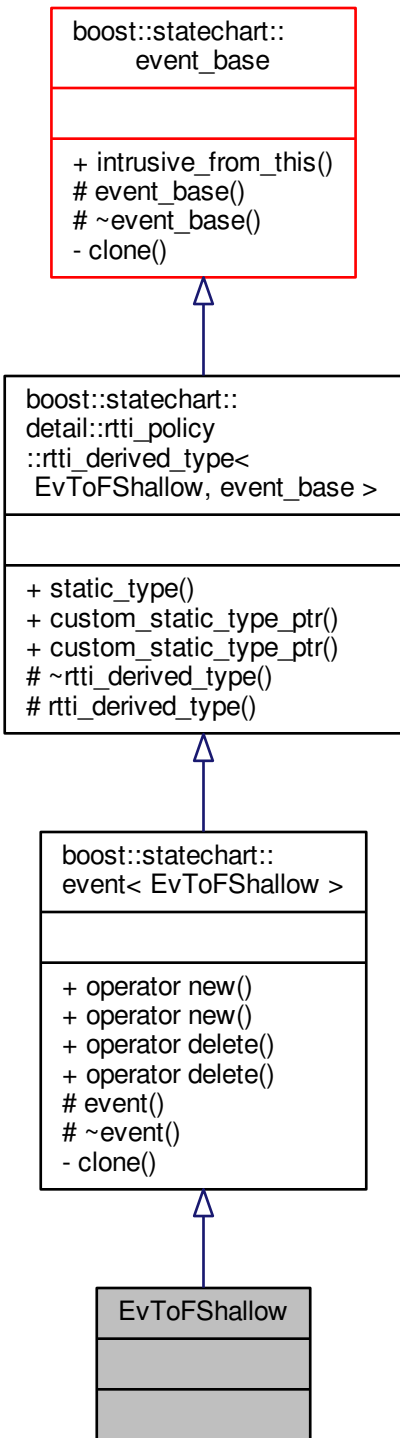 boost::statechart::
event_base
+ intrusive_from_this()
# event_base()
# ~event_base()
- clone()
boost::statechart::
detail::rtti_policy
::rtti_derived_type<
EvToFShallow, event_base >
+ static_type()
+ custom_static_type_ptr()
+ custom_static_type_ptr()
# ~rtti_derived_type()
# rtti_derived_type()
boost::statechart::
event< EvToFShallow >
+ operator new()
+ operator new()
+ operator delete()
+ operator delete()
# event()
# ~event()
- clone()
EvToFShallow